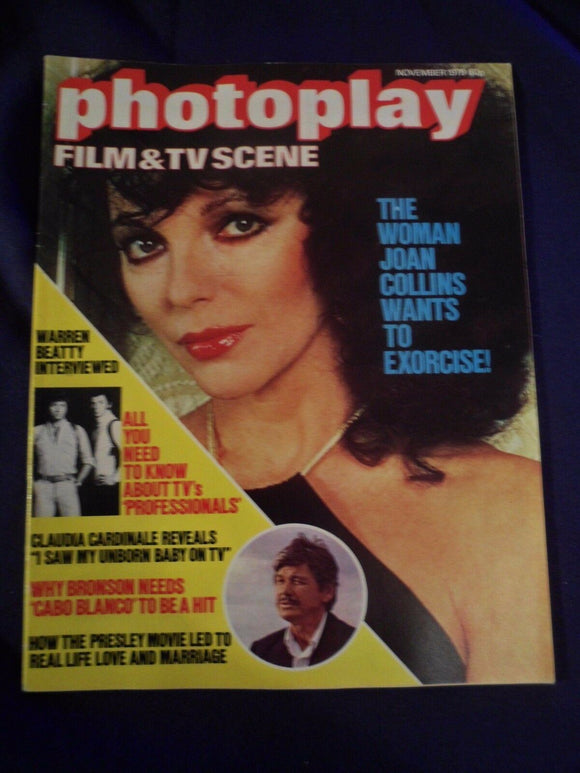 NOVEMBER 1979 60p
photoplay
FILM & TV SCENE
THE
WOMAN
JOAN
COLLINS
WANTS
TO
EXORCISE!
WARREN
BEATTY
INTERVIEWED
ALL
YOU
NEED
TO KNOW
ABOUT TV's
'PROFESSIONALS'
CLAUDIA CARDINALE REVEALS
"I SAW MY UNBORN BABY ON TV"
WHY BRONSON NEEDS
'CABO BLANCO' TO BE A HIT
HOW THE PRESLEY MOVIE LED TO
REAL LIFE LOVE AND MARRIAGE